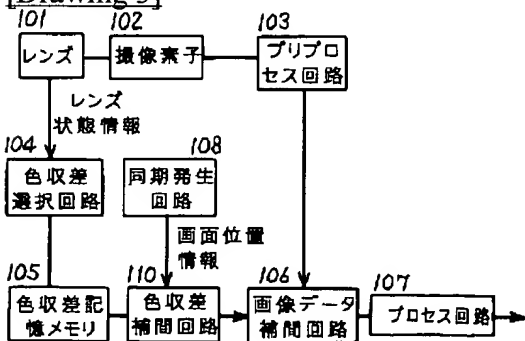 [Drawing 3]
101
102
103
レンズ
撮像素子
プリプロ
セス回路
レンズ
状態情報
104
108
色収差
選択回路
同期発生
回路
画面位置
情報
105
110
106
107
色収差記
憶メモリ
色収差
補間回路
画像データ
補間回路
プロセス回路